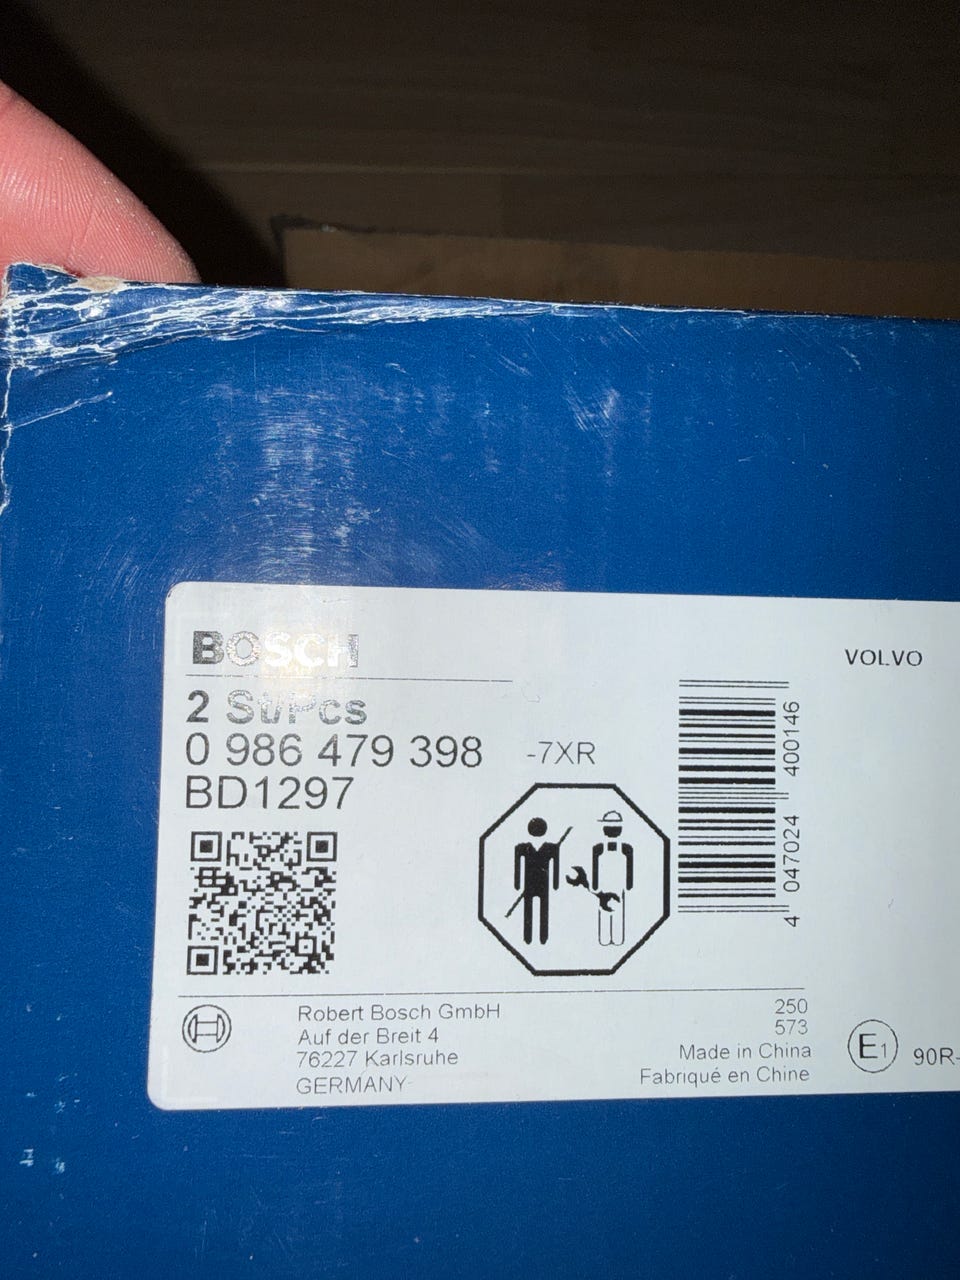 BOSCH
VOLVO
2 St/Pcs
0 986 479 398 -7XR
BD1297
4 047024 400146
Robert Bosch GmbH
Auf der Breit 4
76227 Karlsruhe
GERMANY
250
573
Made in China
Fabriqué en Chine
E1
90R-